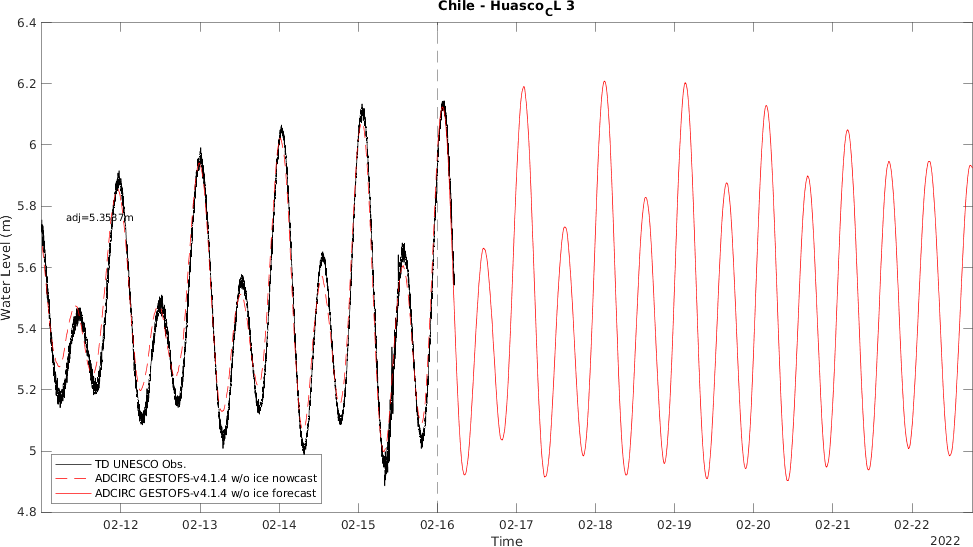 Chile - Huasco_CL 3
6.4
6.2
6
5.8
5.6
5.4
5.2
5
4.8
Water Level (m)
adj=5.3537m
TD UNESCO Obs.
ADCIRC GESTOFS-v4.1.4 w/o ice nowcast
ADCIRC GESTOFS-v4.1.4 w/o ice forecast
02-12 02-13 02-14 02-15 02-16 02-17 02-18 02-19 02-20 02-21 02-22
Time
2022